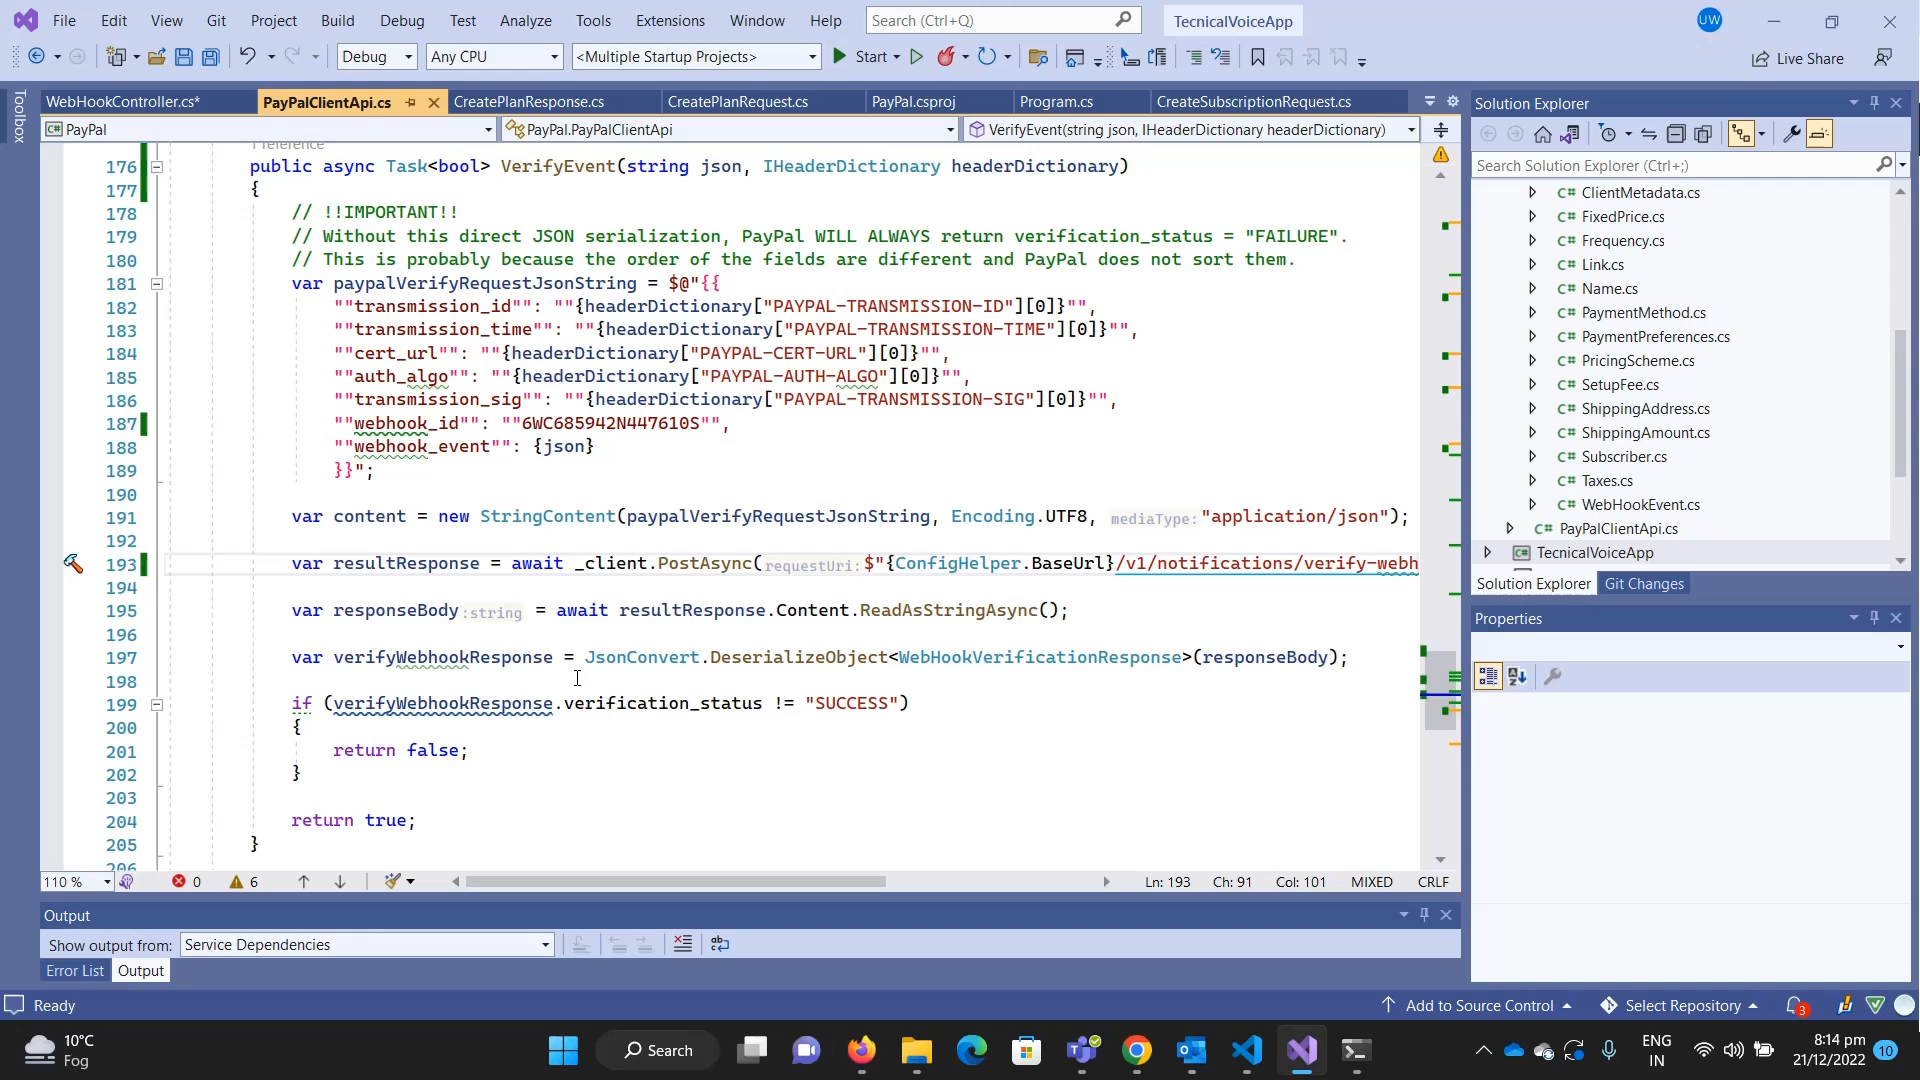 File Edit View Git Project Build Debug Test Analyze Tools Extensions Window Help Search (Ctrl+Q) TecnicalVoiceApp UW
Debug Any CPU <Multiple Startup Projects> Start Live Share
Toolbox
WebHookController.cs* PayPalClientApi.cs CreatePlanResponse.cs CreatePlanRequest.cs PayPal.csproj Program.cs CreateSubscriptionRequest.cs
PayPal PayPal.PayPalClientApi VerifyEvent(string json, IHeaderDictionary headerDictionary)
176 public async Task<bool> VerifyEvent(string json, IHeaderDictionary headerDictionary)
177 {
178 // !!IMPORTANT!!
179 // Without this direct JSON serialization, PayPal WILL ALWAYS return verification_status = "FAILURE".
180 // This is probably because the order of the fields are different and PayPal does not sort them.
181 var paypalVerifyRequestJsonString = $@"{{
182 ""transmission_id"": ""{headerDictionary["PAYPAL-TRANSMISSION-ID"][0]}"",
183 ""transmission_time"": ""{headerDictionary["PAYPAL-TRANSMISSION-TIME"][0]}"",
184 ""cert_url"": ""{headerDictionary["PAYPAL-CERT-URL"][0]}"",
185 ""auth_algo"": ""{headerDictionary["PAYPAL-AUTH-ALGO"][0]}"",
186 ""transmission_sig"": ""{headerDictionary["PAYPAL-TRANSMISSION-SIG"][0]}"",
187 ""webhook_id"": ""6WC685942N447610S"",
188 ""webhook_event"": {json}
189 }}";
190
191 var content = new StringContent(paypalVerifyRequestJsonString, Encoding.UTF8, mediaType:"application/json");
192
193 var resultResponse = await _client.PostAsync(requestUri:$"{ConfigHelper.BaseUrl}/v1/notifications/verify-webh
194
195 var responseBody:string = await resultResponse.Content.ReadAsStringAsync();
196
197 var verifyWebhookResponse = JsonConvert.DeserializeObject<WebHookVerificationResponse>(responseBody);
198
199 if (verifyWebhookResponse.verification_status != "SUCCESS")
200 {
201 return false;
202 }
203
204 return true;
205 }
206
110 % 0 6 Ln: 193 Ch: 91 Col: 101 MIXED CRLF
Output
Show output from: Service Dependencies
Error List Output
Solution Explorer
Search Solution Explorer (Ctrl+;)
C# ClientMetadata.cs
C# FixedPrice.cs
C# Frequency.cs
C# Link.cs
C# Name.cs
C# PaymentMethod.cs
C# PaymentPreferences.cs
C# PricingScheme.cs
C# SetupFee.cs
C# ShippingAddress.cs
C# ShippingAmount.cs
C# Subscriber.cs
C# Taxes.cs
C# WebHookEvent.cs
C# PayPalClientApi.cs
TecnicalVoiceApp
Solution Explorer Git Changes
Properties
Ready Add to Source Control Select Repository 3
10°C
Fog
Search
ENG
IN
8:14 pm
21/12/2022
10